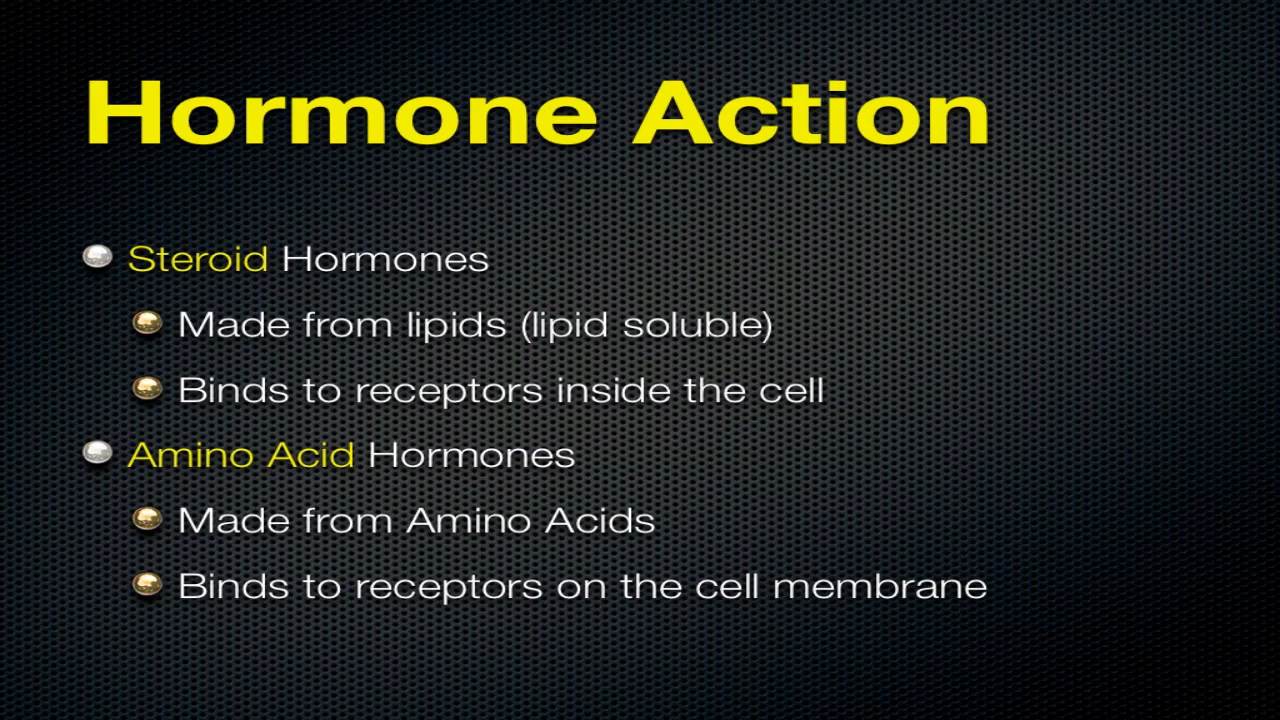 Hormone Action
Steroid Hormones
Made from lipids (lipid soluble)
Binds to receptors inside the cell
Amino Acid Hormones
Made from Amino Acids
Binds to receptors on the cell membrane